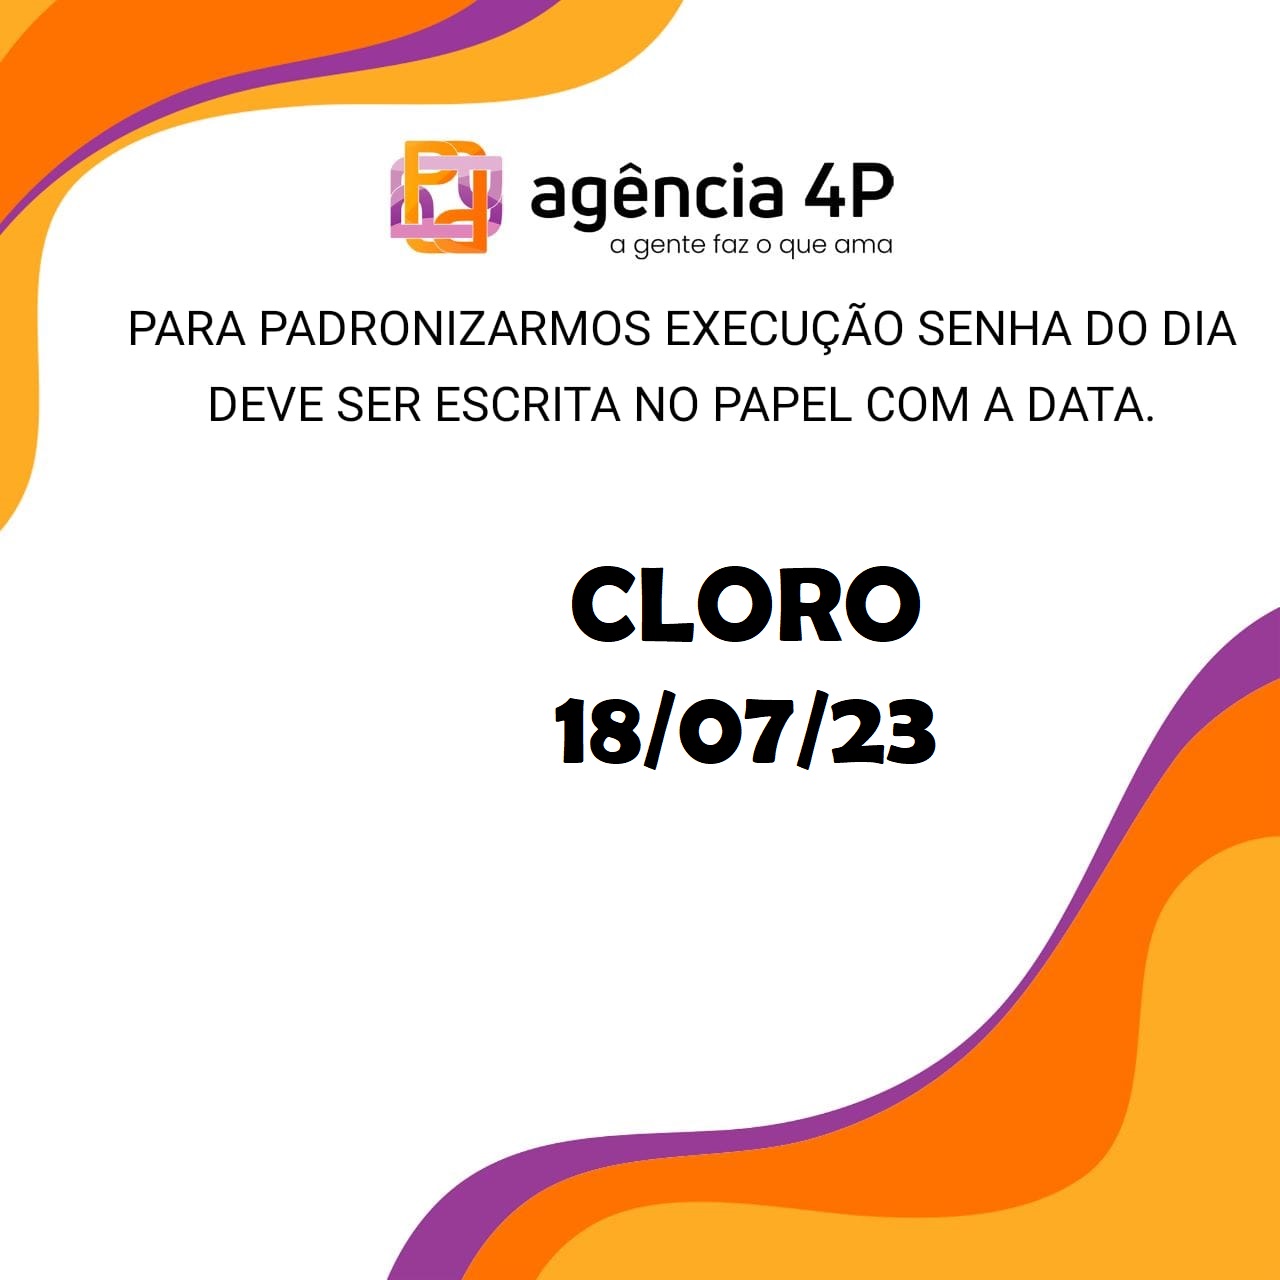 agência 4P
a gente faz o que ama
PARA PADRONIZARMOS EXECUÇÃO SENHA DO DIA
DEVE SER ESCRITA NO PAPEL COM A DATA.
CLORO
18/07/23